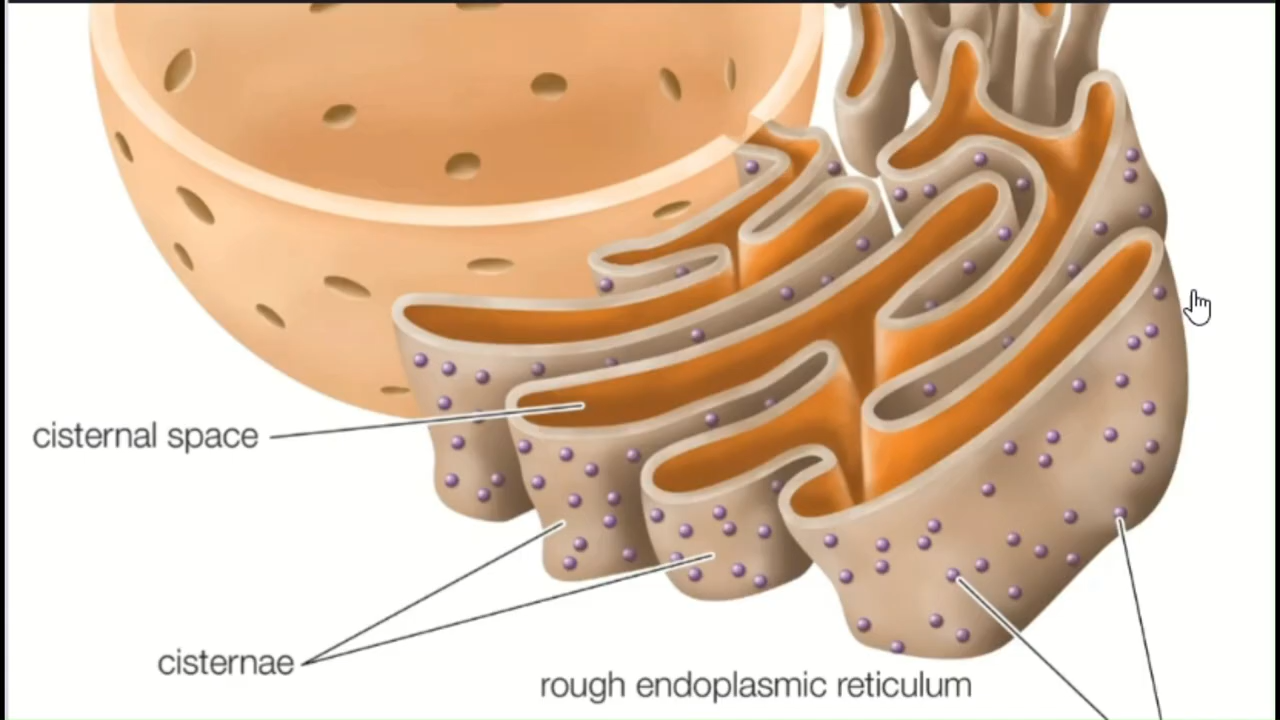 cisternal space
cisternae
rough endoplasmic reticulum